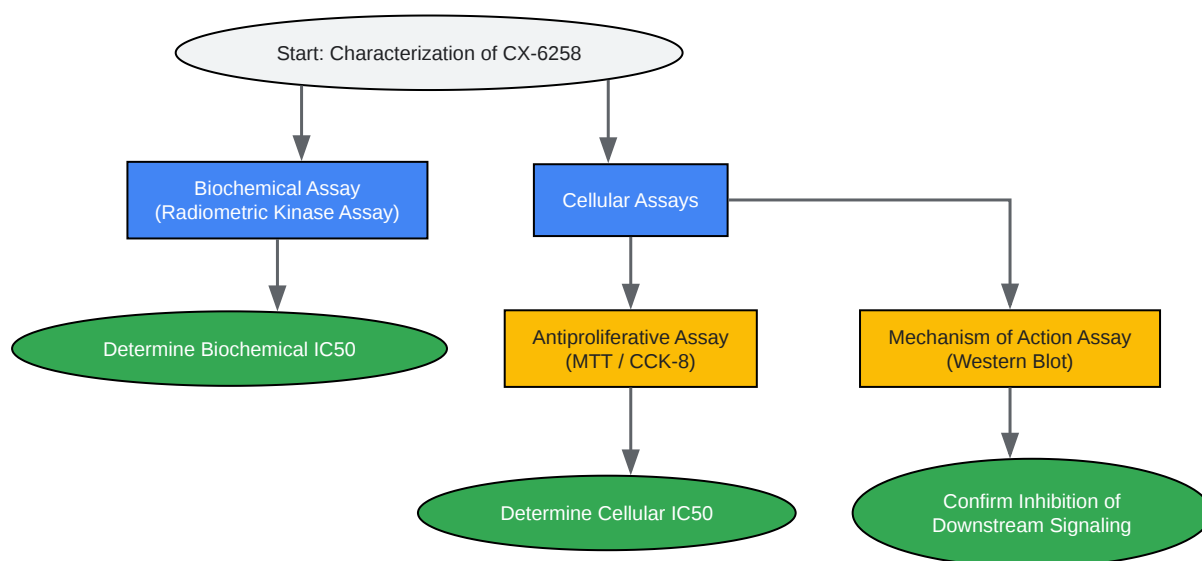 Start: Characterization of CX-6258
Biochemical Assay
(Radiometric Kinase Assay)
Cellular Assays
Determine Biochemical IC50
Antiproliferative Assay
(MTT / CCK-8)
Mechanism of Action Assay
(Western Blot)
Determine Cellular IC50
Confirm Inhibition of
Downstream Signaling